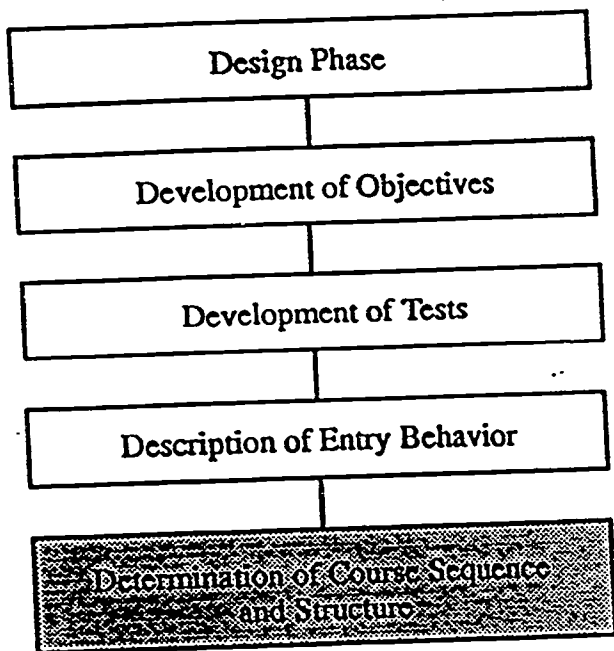 Design Phase
Development of Objectives
Development of Tests
Description of Entry Behavior
Determination of Course Sequence
and Structure